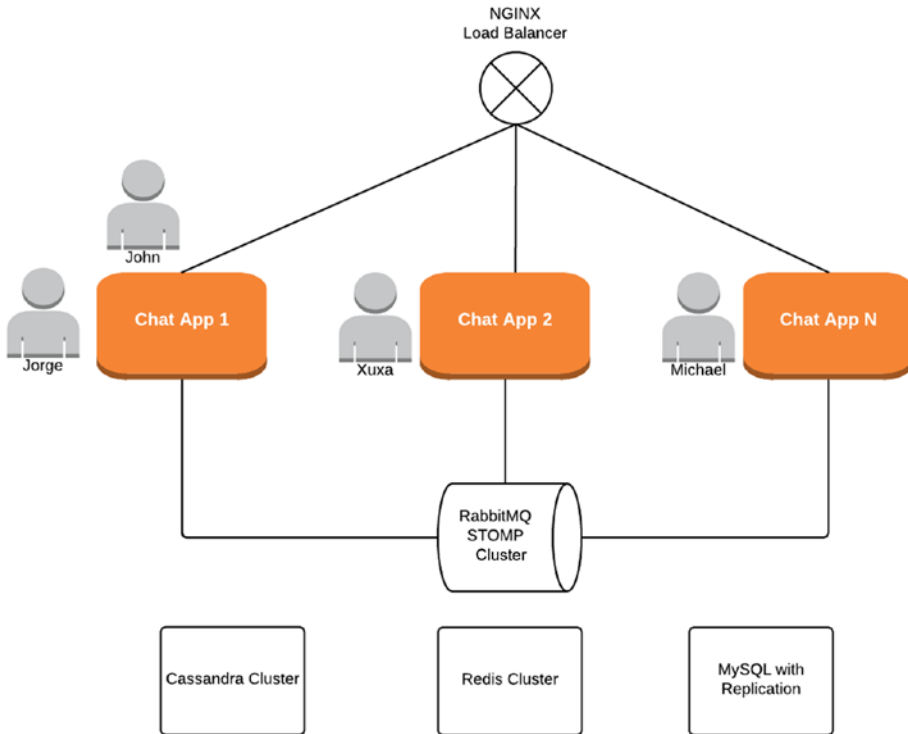 NGINX
Load Balancer
John
Jorge
Chat App 1
Xuxa
Chat App 2
Michael
Chat App N
RabbitMQ
STOMP
Cluster
Cassandra Cluster
Redis Cluster
MySQL with
Replication